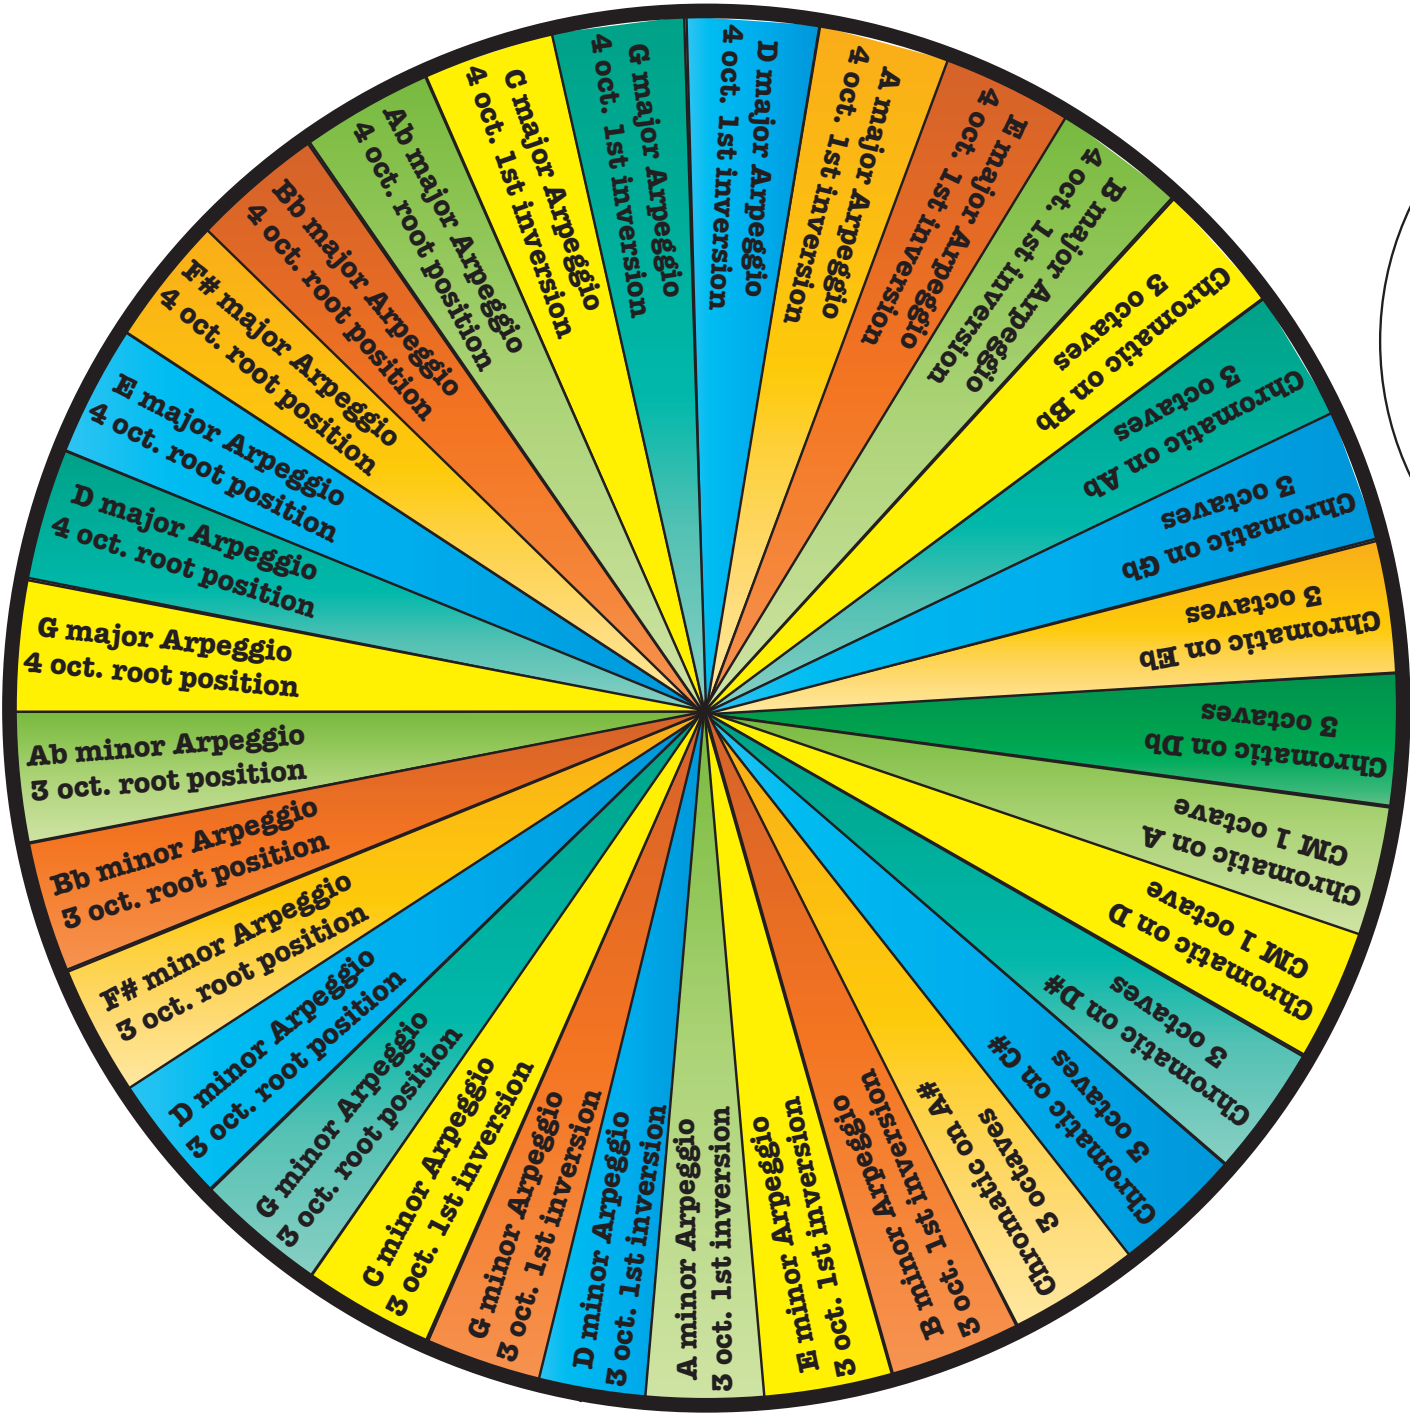 D major Arpeggio
4 oct. 1st inversion
A major Arpeggio
4 oct. 1st inversion
E major Arpeggio
4 oct. 1st inversion
B major Arpeggio
4 oct. 1st inversion
Chromatic on Bb
3 octaves
Chromatic on Ab
3 octaves
Chromatic on Gb
3 octaves
Chromatic on Eb
3 octaves
Chromatic on Db
3 octaves
Chromatic on A
CM 1 octave
Chromatic on D
CM 1 octave
Chromatic on D#
3 octaves
Chromatic on C#
3 octaves
Chromatic on A#
3 octaves
B minor Arpeggio
3 oct. 1st inversion
E minor Arpeggio
3 oct. 1st inversion
A minor Arpeggio
3 oct. 1st inversion
D minor Arpeggio
3 oct. 1st inversion
G minor Arpeggio
3 oct. 1st inversion
C minor Arpeggio
3 oct. 1st inversion
G minor Arpeggio
3 oct. root position
D minor Arpeggio
3 oct. root position
F# minor Arpeggio
3 oct. root position
Bb minor Arpeggio
3 oct. root position
Ab minor Arpeggio
3 oct. root position
G major Arpeggio
4 oct. root position
D major Arpeggio
4 oct. root position
E major Arpeggio
4 oct. root position
F# major Arpeggio
4 oct. root position
Bb major Arpeggio
4 oct. root position
Ab major Arpeggio
4 oct. root position
C major Arpeggio
4 oct. 1st inversion
G major Arpeggio
4 oct. 1st inversion